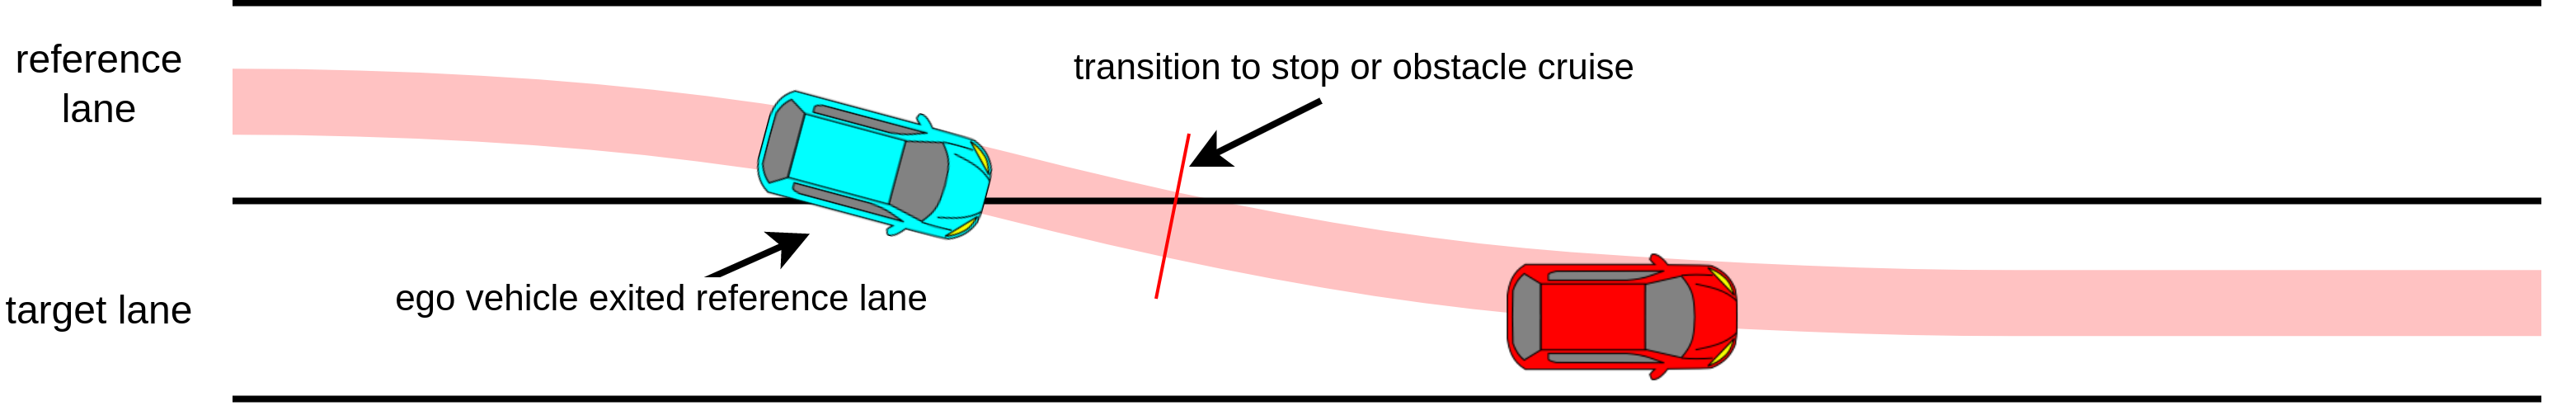 reference
lane
transition to stop or obstacle cruise
ego vehicle exited reference lane
target lane